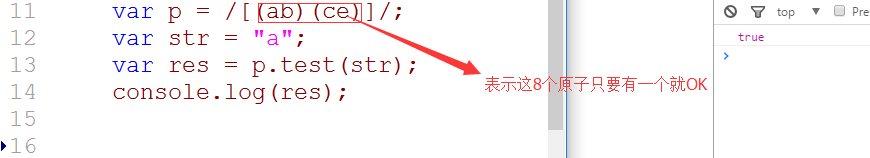 11 var p = /[(ab)(ce)]/;
12 var str = "a";
13 var res = p.test(str);
14 console.log(res);
15
16
表示这8个原子只要有一个就OK
top Pre
true